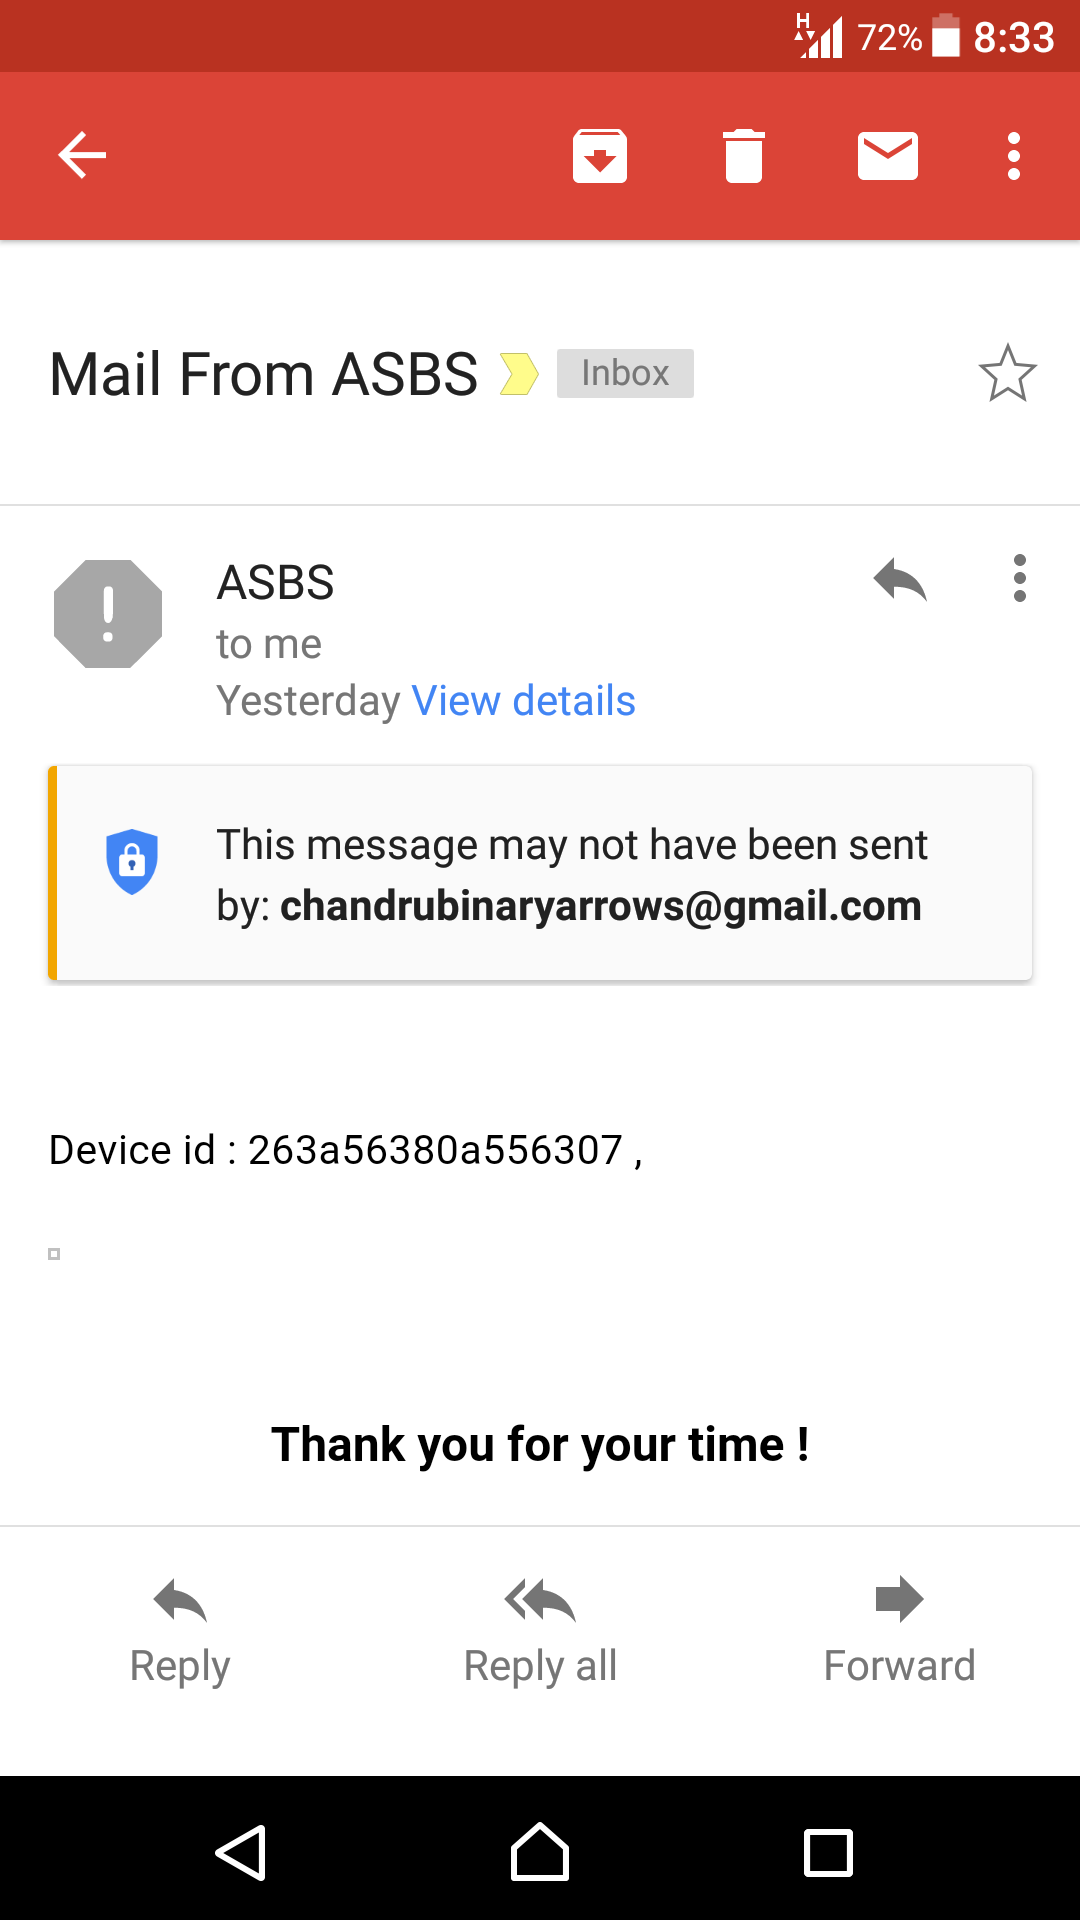 H 72% 8:33
Mail From ASBS Inbox
ASBS
to me
Yesterday View details
This message may not have been sent
by: chandrubinaryarrows@gmail.com
Device id : 263a56380a556307 ,
Thank you for your time !
Reply Reply all Forward